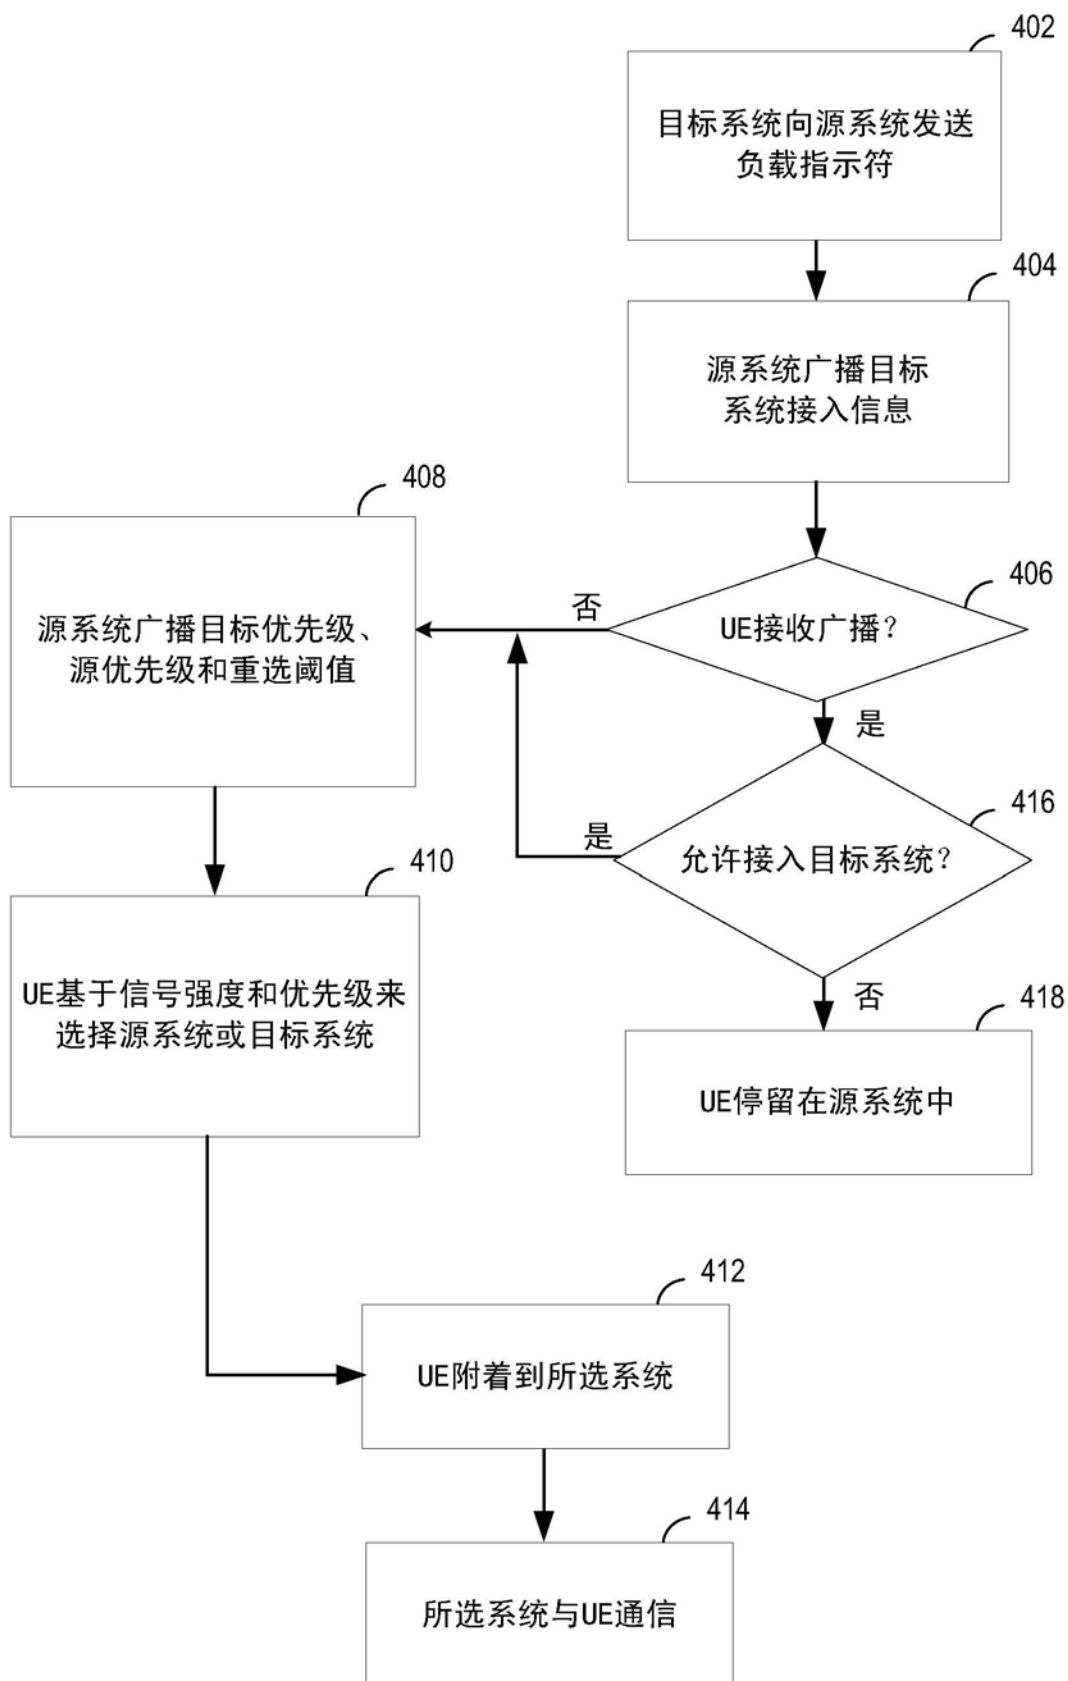 402
目标系统向源系统发送
负载指示符
404
源系统广播目标
系统接入信息
408
406
否
UE接收广播？
源系统广播目标优先级、
源优先级和重选阈值
是
416
是
允许接入目标系统？
410
UE基于信号强度和优先级来
选择源系统或目标系统
否
418
UE停留在源系统中
412
UE附着到所选系统
414
所选系统与UE通信